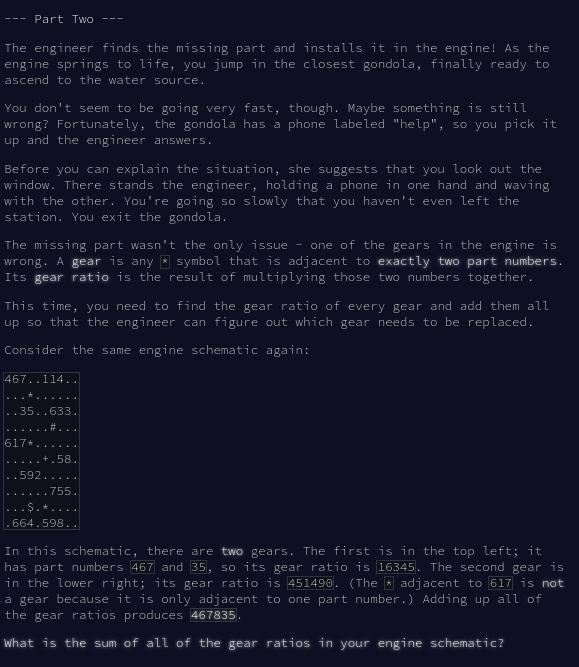 --- Part Two ---
The engineer finds the missing part and installs it in the engine! As the
engine springs to life, you jump in the closest gondola, finally ready to
ascend to the water source.
You don't seem to be going very fast, though. Maybe something is still
wrong? Fortunately, the gondola has a phone labeled "help", so you pick it
up and the engineer answers.
Before you can explain the situation, she suggests that you look out the
window. There stands the engineer, holding a phone in one hand and waving
with the other. You're going so slowly that you haven't even left the
station. You exit the gondola.
The missing part wasn't the only issue - one of the gears in the engine is
wrong. A gear is any * symbol that is adjacent to exactly two part numbers.
Its gear ratio is the result of multiplying those two numbers together.
This time, you need to find the gear ratio of every gear and add them all
up so that the engineer can figure out which gear needs to be replaced.
Consider the same engine schematic again:
467..114..
...*......
..35..633.
......#...
617*......
.....+.58.
..592.....
......755.
...$.*....
.664.598..
In this schematic, there are two gears. The first is in the top left; it
has part numbers 467 and 35, so its gear ratio is 16345. The second gear is
in the lower right; its gear ratio is 451490. (The * adjacent to 617 is not
a gear because it is only adjacent to one part number.) Adding up all of
the gear ratios produces 467835.
What is the sum of all of the gear ratios in your engine schematic?